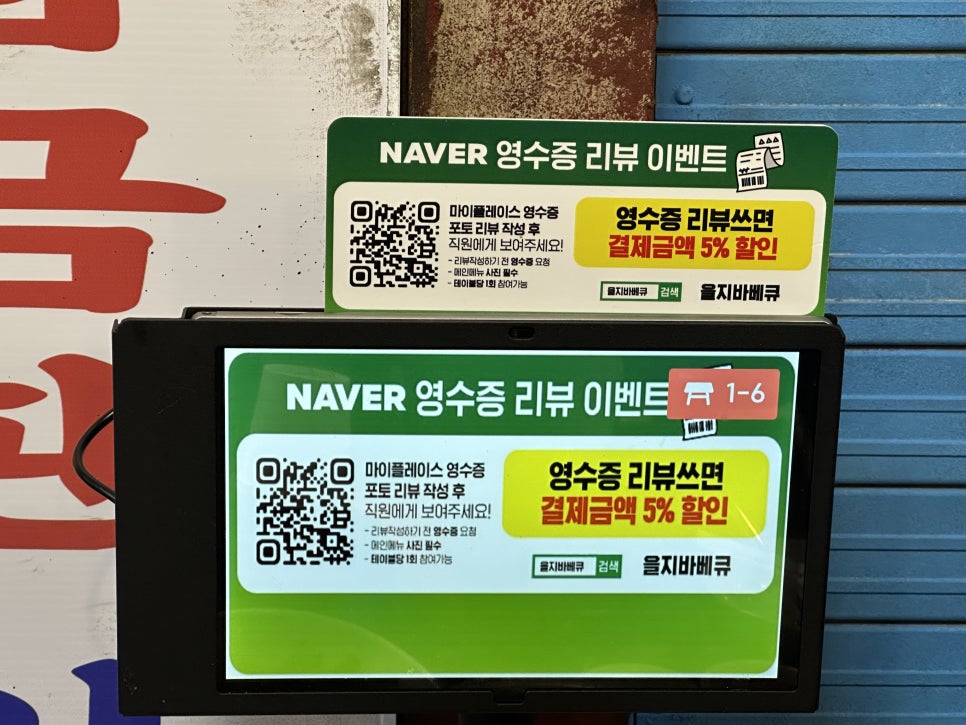 NAVER 영수증 리뷰 이벤트
마이플레이스 영수증
포토 리뷰 작성 후
직원에게 보여주세요!
- 리뷰작성하기 전 영수증 요청
- 메인메뉴 사진 필수
- 테이블당 1회 참여가능
영수증 리뷰쓰면
결제금액 5% 할인
을지바베큐 검색 을지바베큐
NAVER 영수증 리뷰 이벤트
1-6
마이플레이스 영수증
포토 리뷰 작성 후
직원에게 보여주세요!
- 리뷰작성하기 전 영수증 요청
- 메인메뉴 사진 필수
- 테이블당 1회 참여가능
영수증 리뷰쓰면
결제금액 5% 할인
을지바베큐 검색 을지바베큐